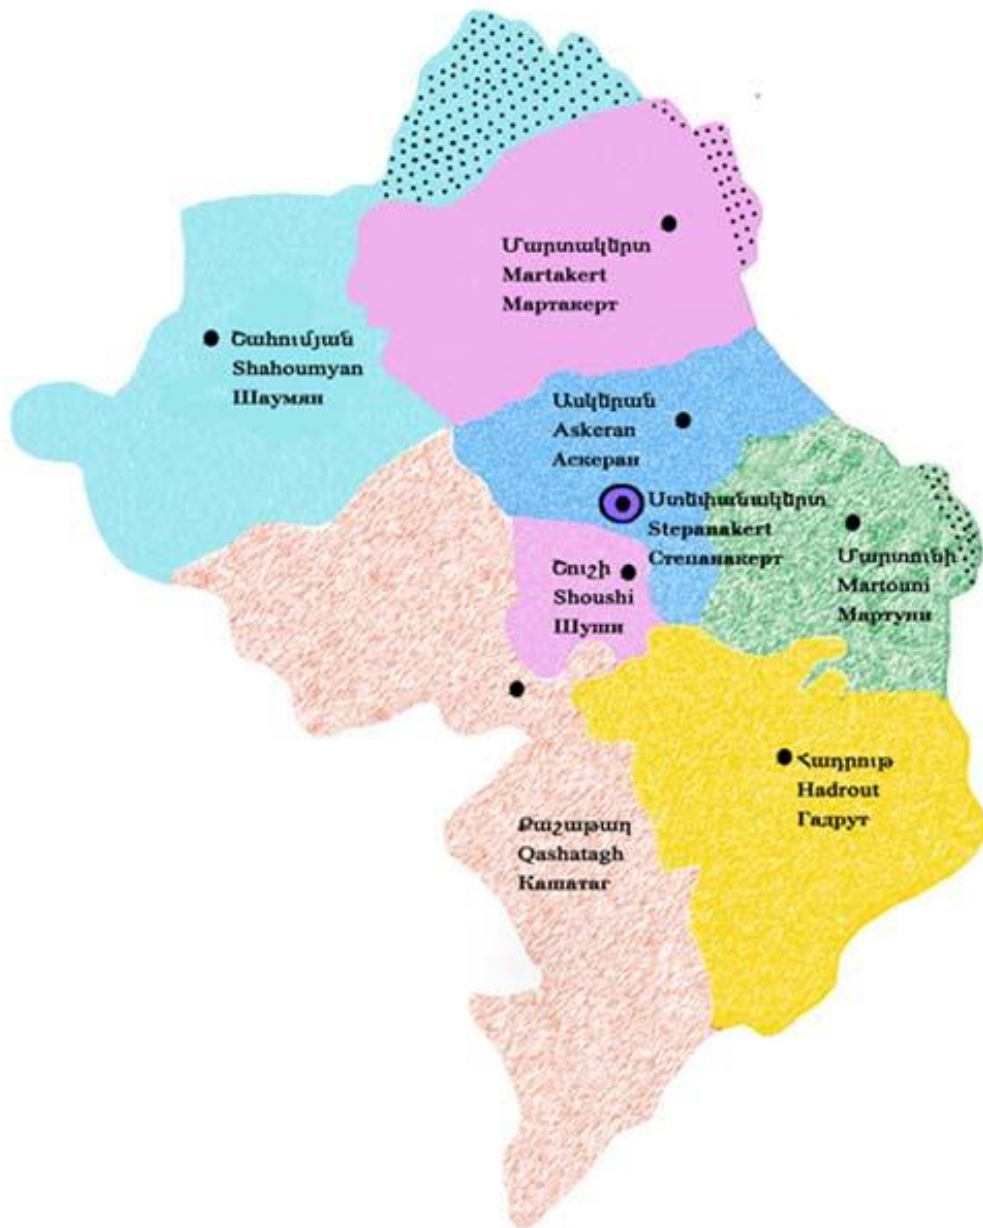 Մարտակերտ
Martakert
Мартакерт
Շահումյան
Shahoumyan
Шаумян
Ասկերան
Askeran
Аскеран
Ստեփանակերտ
Stepanakert
Степанакерт
Շուշի
Shoushi
Шуши
Մարտունի
Martouni
Мартуни
Հադրութ
Hadrout
Гадрут
Քաշաթաղ
Qashatagh
Кашатаг